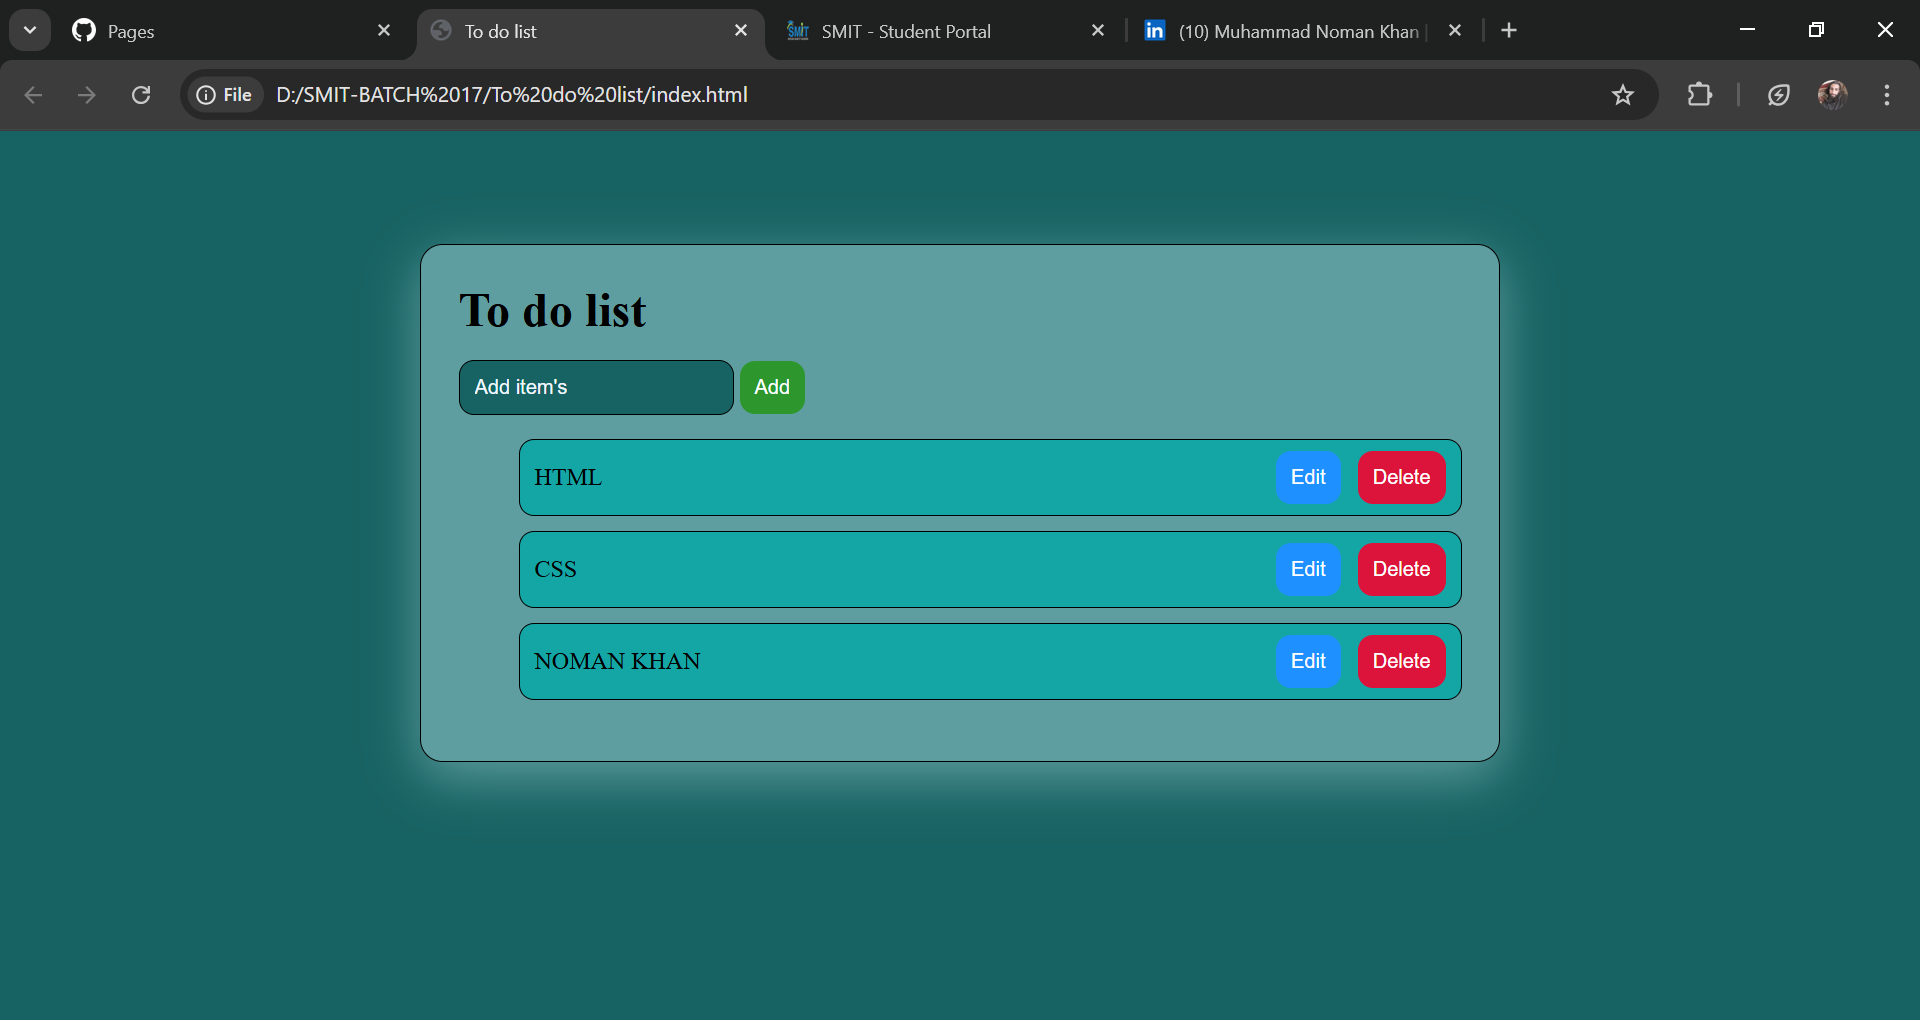 Pages
To do list
SMIT - Student Portal
(10) Muhammad Noman Khan
File
D:/SMIT-BATCH%2017/To%20do%20list/index.html
To do list
Add item's
Add
HTML
Edit
Delete
CSS
Edit
Delete
NOMAN KHAN
Edit
Delete